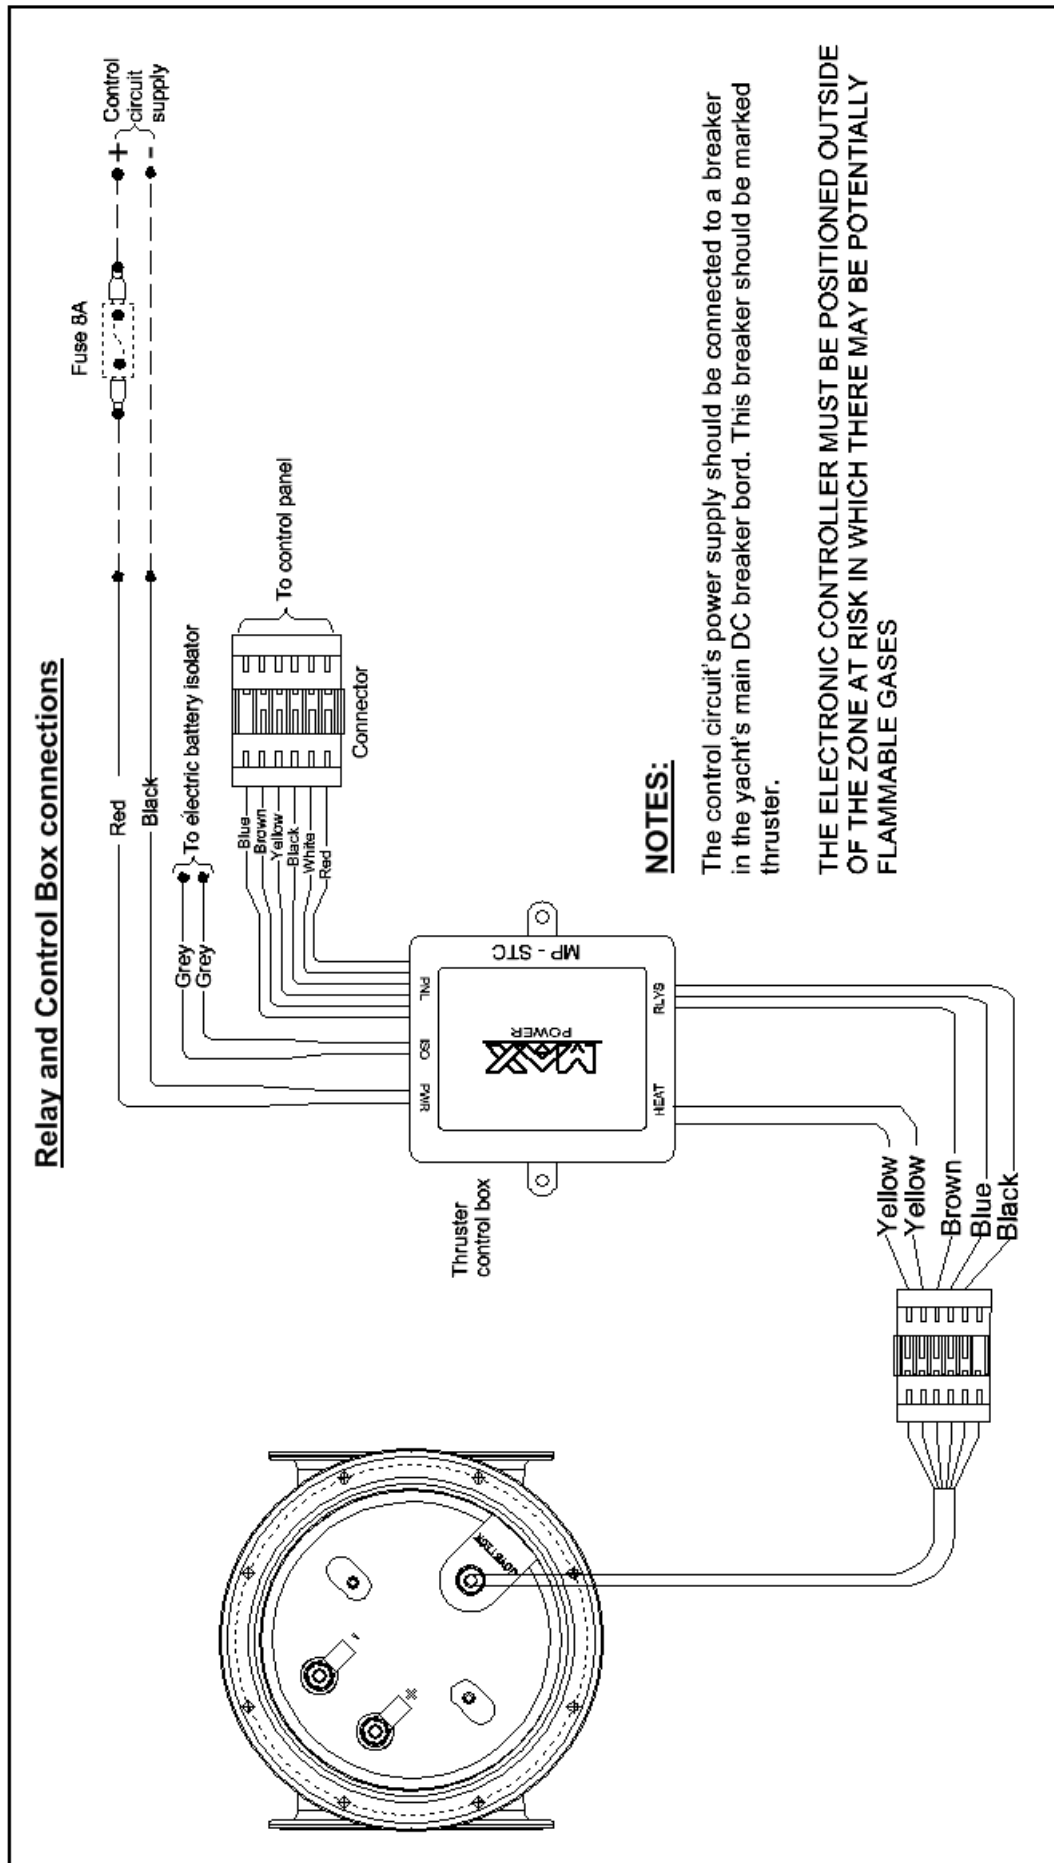 Relay and Control Box connections
Fuse 8A
+
-
Control
circuit
supply
Red
Black
To electric battery isolator
Grey
Grey
To control panel
Connector
Blue
Brown
Yellow
Black
White
Red
Thruster
control box
PWR
ISO
PNL
MP - STC
MAX
POWER
HEAT
RLYS
Yellow
Yellow
Brown
Blue
Black
JOYSTICK
NOTES:
The control circuit's power supply should be connected to a breaker
in the yacht's main DC breaker bord. This breaker should be marked
thruster.
THE ELECTRONIC CONTROLLER MUST BE POSITIONED OUTSIDE
OF THE ZONE AT RISK IN WHICH THERE MAY BE POTENTIALLY
FLAMMABLE GASES